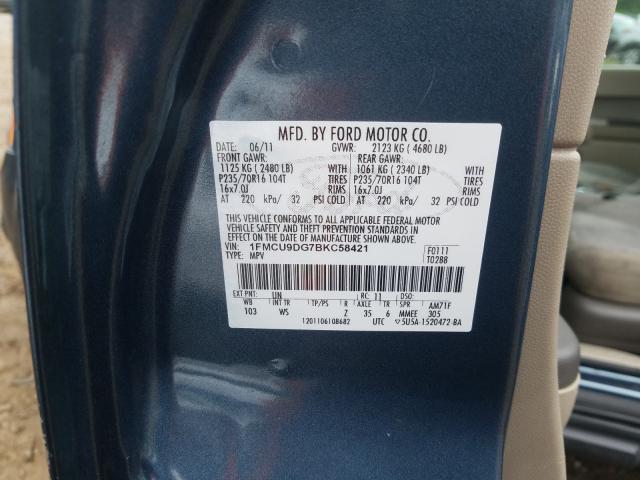 MFD. BY FORD MOTOR CO.
DATE: 06/11 GVWR: 2123 KG ( 4680 LB)
FRONT GAWR: REAR GAWR:
1125 KG ( 2480 LB) WITH 1061 KG ( 2340 LB) WITH
P235/70R16 104T TIRES P235/70R16 104T TIRES
16x7.0J RIMS 16x7.0J RIMS
AT 220 kPa/ 32 PSI COLD AT 220 kPa/ 32 PSI COLD
THIS VEHICLE CONFORMS TO ALL APPLICABLE FEDERAL MOTOR
VEHICLE SAFETY AND THEFT PREVENTION STANDARDS IN
EFFECT ON THE DATE OF MANUFACTURE SHOWN ABOVE.
VIN: 1FMCU9DG7BKC58421 F0111
TYPE: MPV T02BB
EXT PNT: UN RC: 11 DSO:
WB INT TR TP/PS R AXLE TR SPR AM71F
103 WS Z 35 6 MMEE 305
1201106108682 UTC 5U5A-1520472-BA